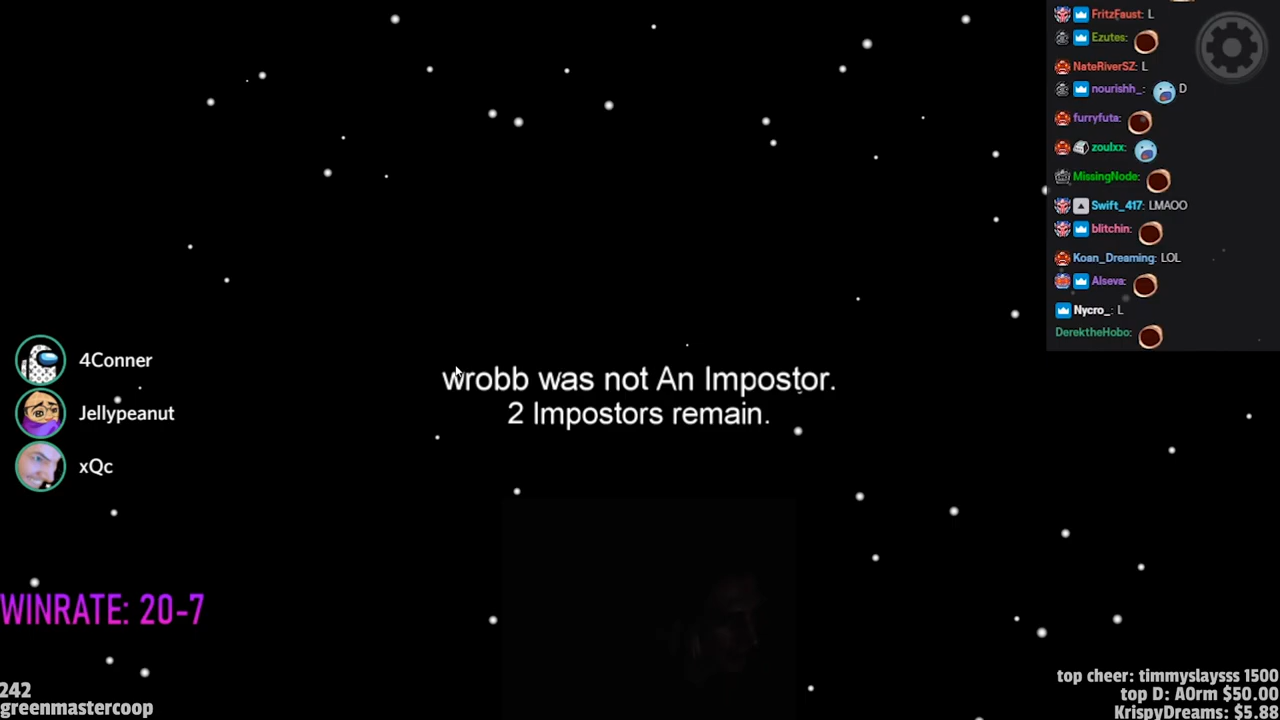 FritzFaust: L
Ezutes:
NateRiverSZ: L
nourishh_: D
furryfuta:
zoulxx:
MissingNode:
Swift_417: LMAOO
blitchin:
Koan_Dreaming: LOL
Alseva:
Nycro_: L
DerektheHobo:
4Conner
Jellypeanut
xQc
wrobb was not An Impostor.
2 Impostors remain.
WINRATE: 20-7
242
greenmastercoop
top cheer: timmyslaysss 1500
top D: A0rm $50.00
KrispyDreams: $5.88